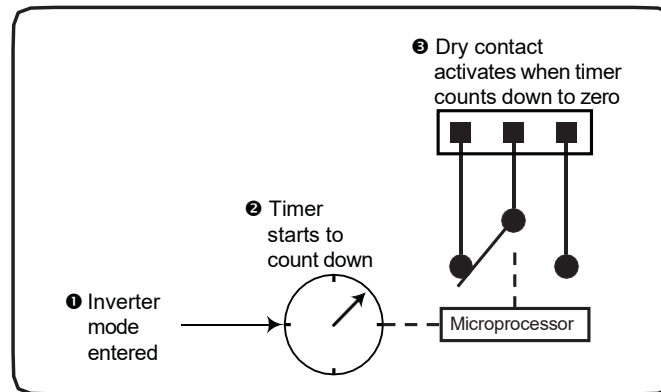 ❶ Inverter
mode
entered
❷ Timer
starts to
count down
❸ Dry contact
activates when timer
counts down to zero
Microprocessor